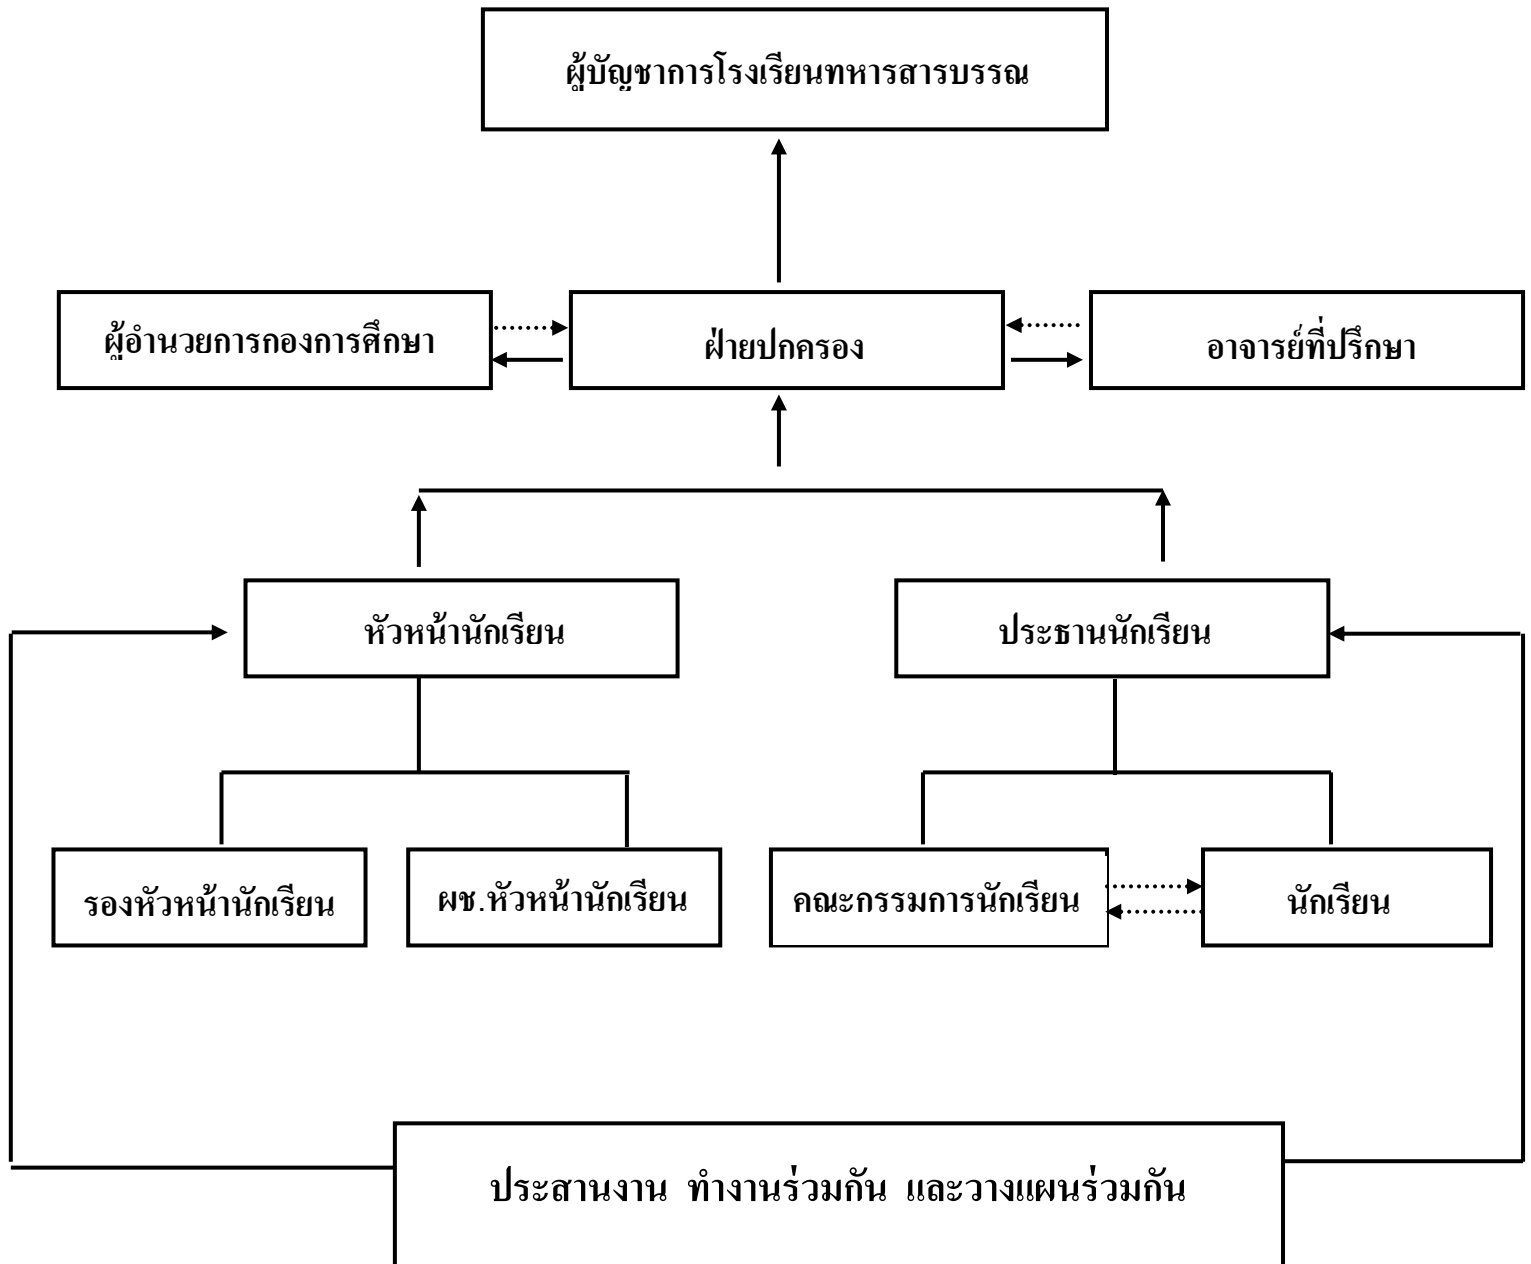 ผู้บัญชาการโรงเรียนทหารสารบรรณ
ผู้อำนวยการกองการศึกษา
ฝ่ายปกครอง
อาจารย์ที่ปรึกษา
หัวหน้านักเรียน
ประธานนักเรียน
รองหัวหน้านักเรียน
ผช.หัวหน้านักเรียน
คณะกรรมการนักเรียน
นักเรียน
ประสานงาน ทำงานร่วมกัน และวางแผนร่วมกัน